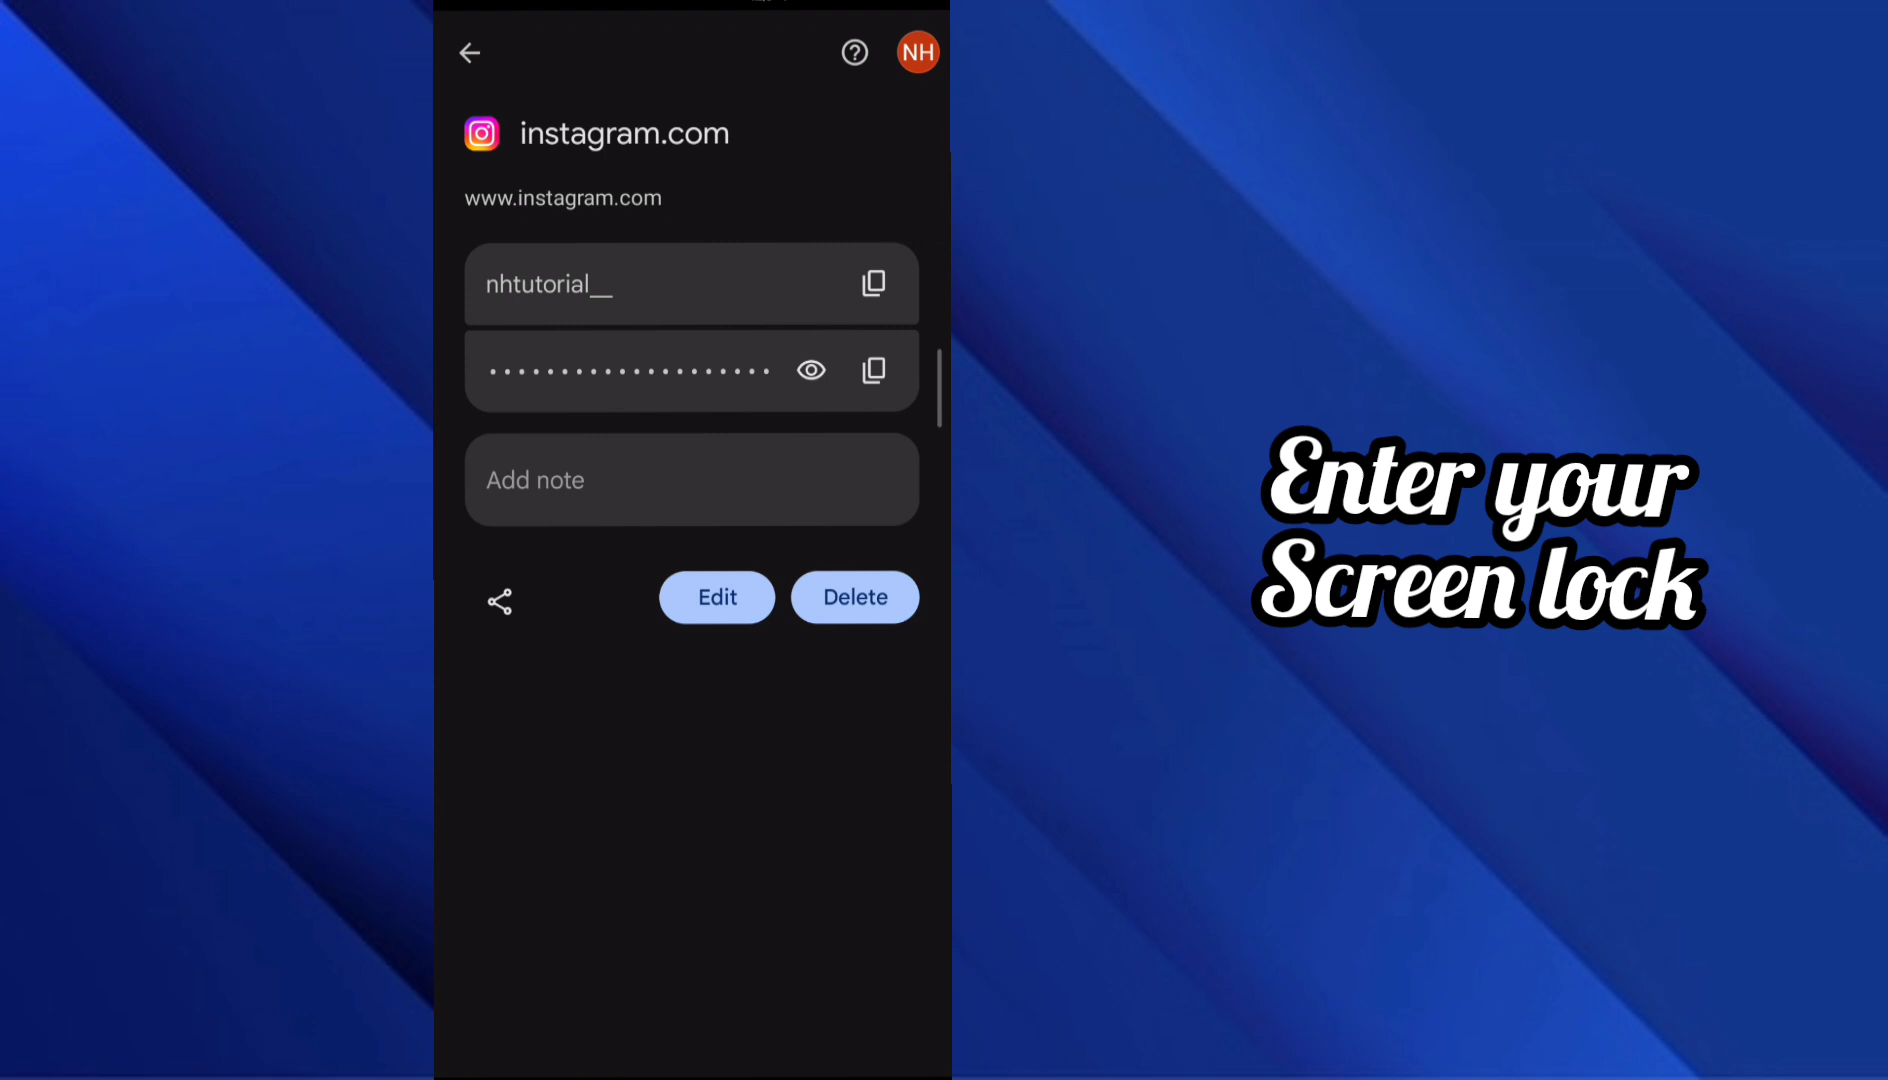 NH
instagram.com
www.instagram.com
nhtutorial__
Add note
Edit
Delete
Enter your
Screen lock